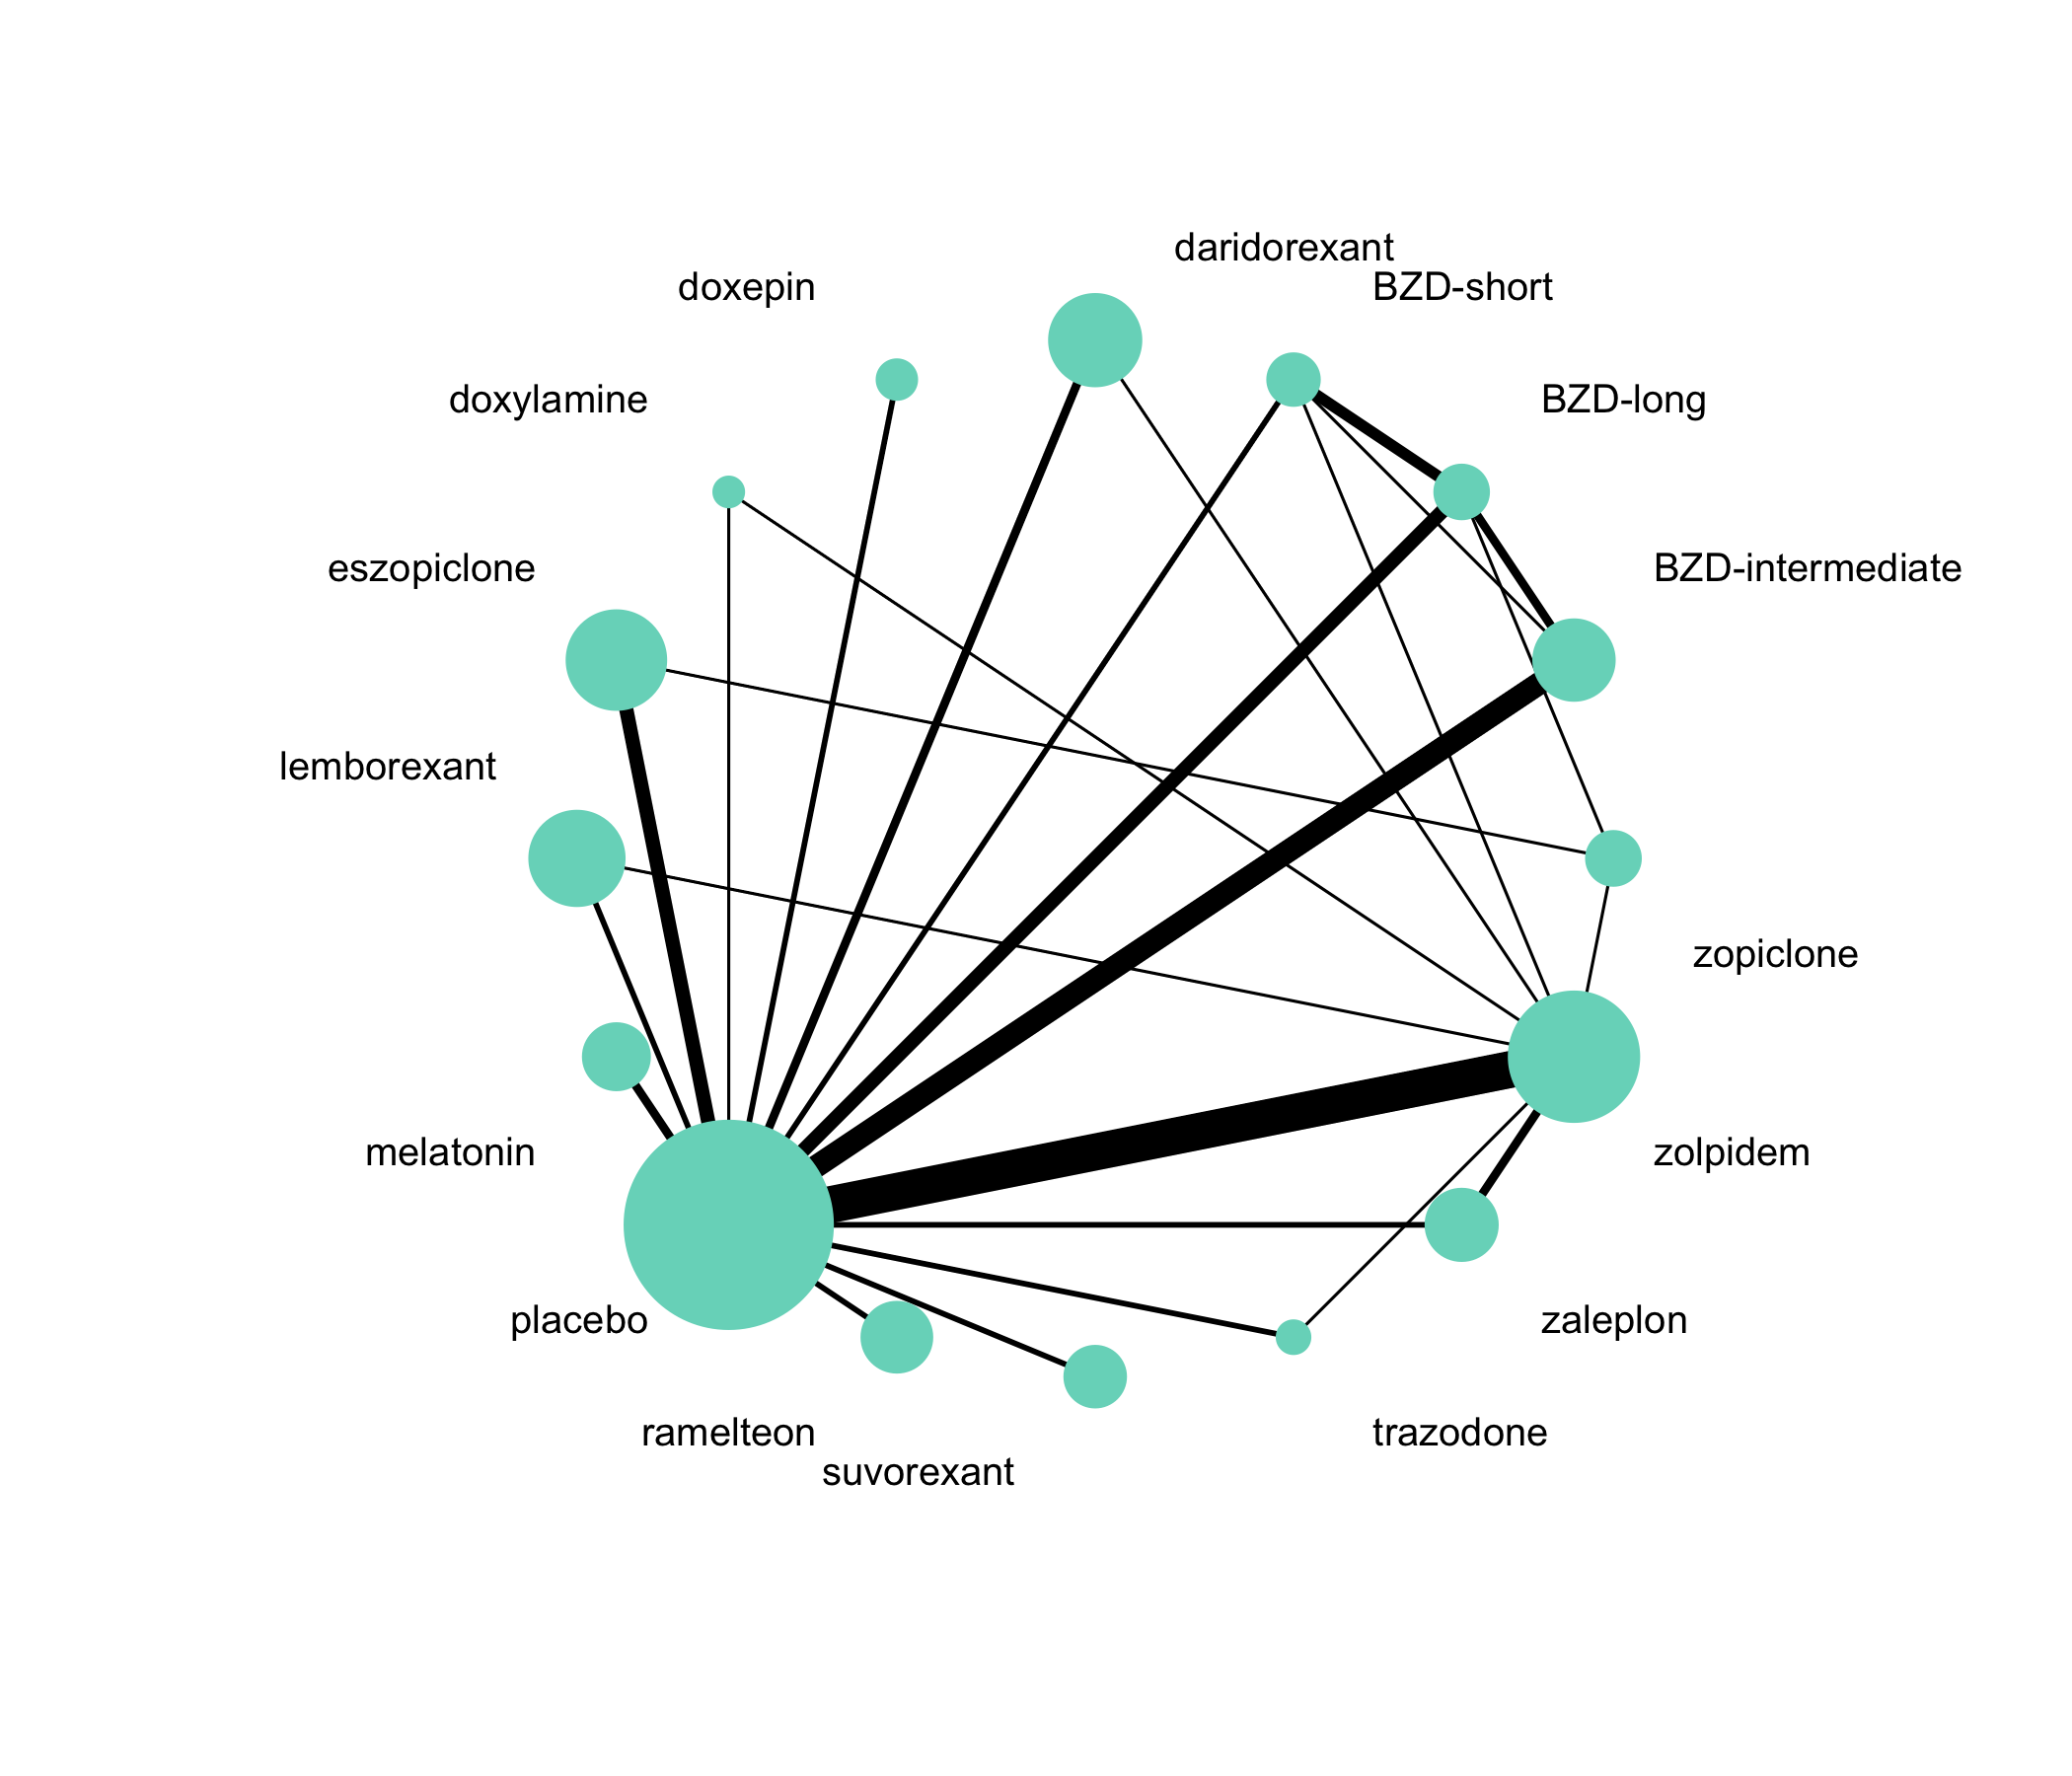 daridorexant
doxepin
BZD-short
doxylamine
BZD-long
eszopiclone
BZD-intermediate
lemborexant
zopiclone
melatonin
zolpidem
placebo
zaleplon
ramelteon
trazodone
suvorexant